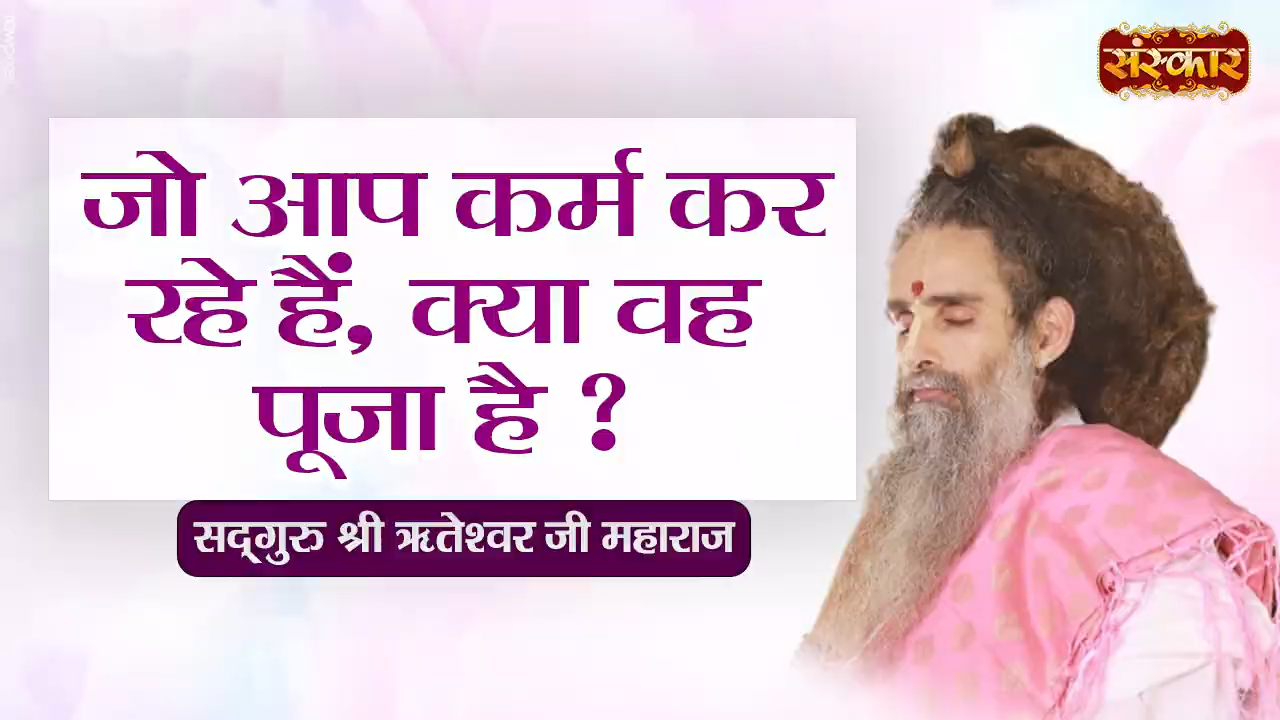 संस्कार
जो आप कर्म कर
रहे हैं, क्या वह
पूजा है ?
सद्‌गुरु श्री ऋतेश्वर जी महाराज